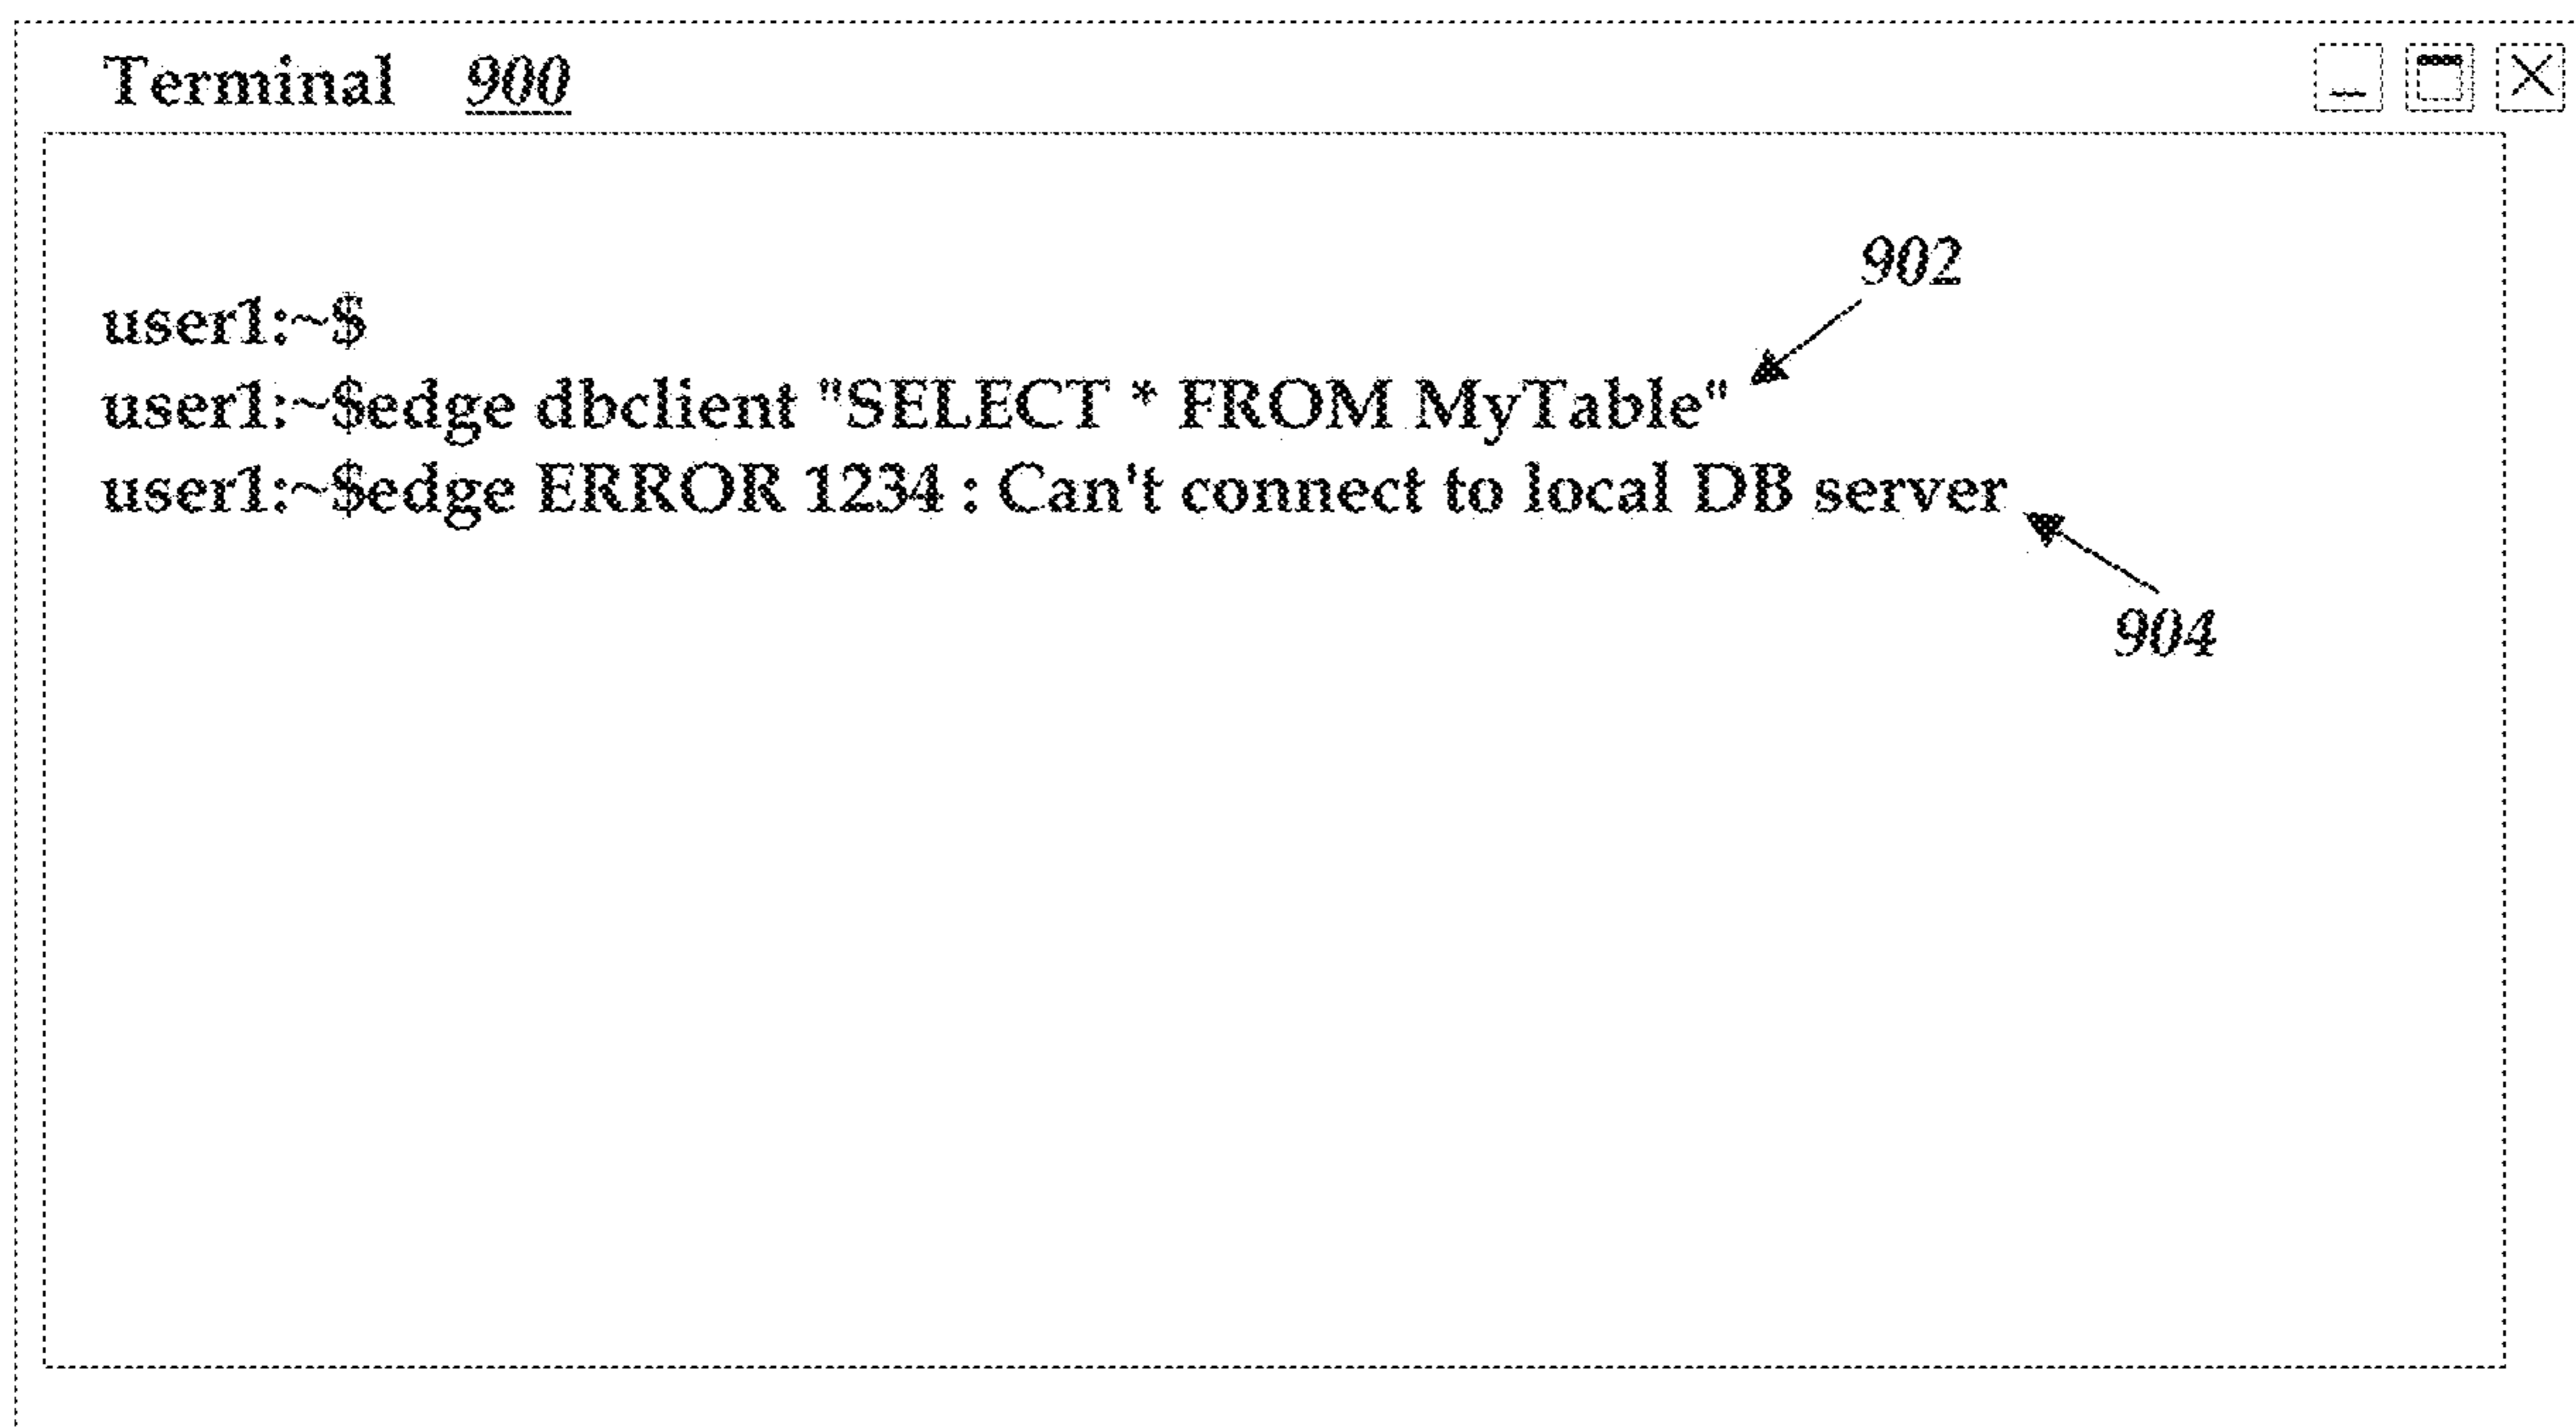 Terminal 900
902
user1:~$
user1:~$edge dbclient "SELECT * FROM MyTable"
user1:~$edge ERROR 1234 : Can't connect to local DB server
904